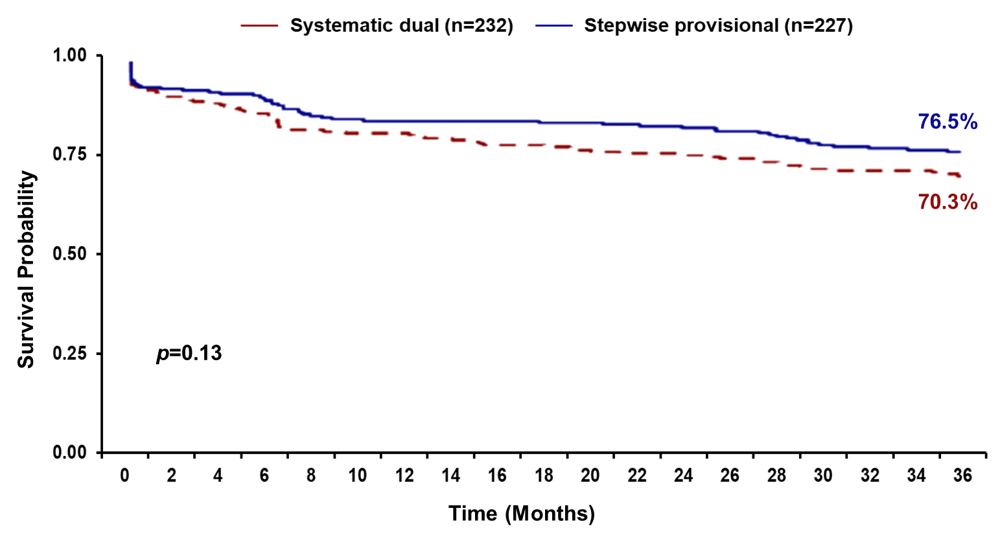 Systematic dual (n=232) Stepwise provisional (n=227)
1.00
0.75
0.50
0.25
0.00
Survival Probability
76.5%
70.3%
p=0.13
0 2 4 6 8 10 12 14 16 18 20 22 24 26 28 30 32 34 36
Time (Months)